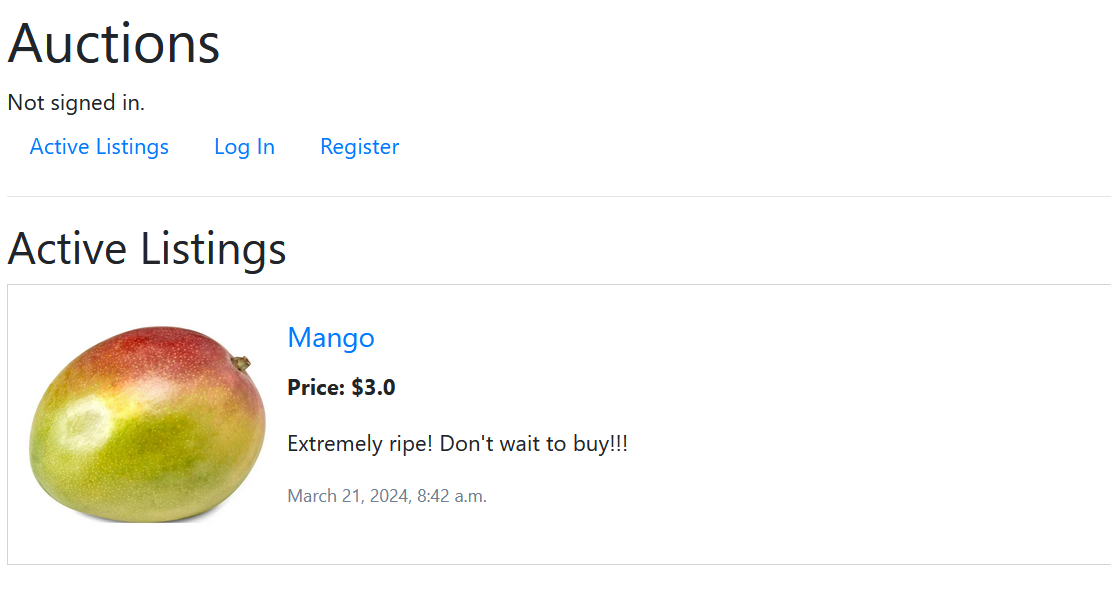 Auctions
Not signed in.
Active Listings Log In Register
Active Listings
Mango
Price: $3.0
Extremely ripe! Don't wait to buy!!!
March 21, 2024, 8:42 a.m.